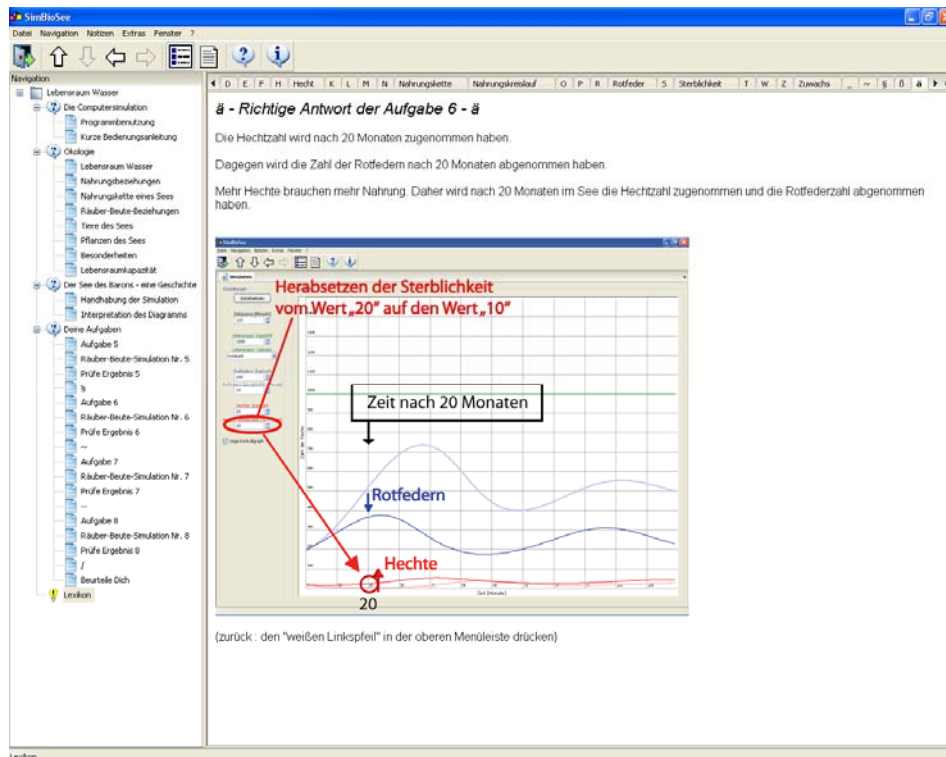 SimBioSee
Datei Navigation Notizen Extras Fenster ?
Navigation
Lebensraum Wasser
Die Computersimulation
Programmbenutzung
Kurze Bedienungsanleitung
Ökologie
Lebensraum Wasser
Nahrungsbeziehungen
Nahrungskette eines Sees
Räuber-Beute-Beziehungen
Tiere des Sees
Pflanzen des Sees
Besonderheiten
Lebensraumkapazität
Der See des Barons - eine Geschichte
Handhabung der Simulation
Interpretation des Diagramms
Deine Aufgaben
Aufgabe 5
Räuber-Beute-Simulation Nr. 5
Prüfe Ergebnis 5
Aufgabe 6
Räuber-Beute-Simulation Nr. 6
Prüfe Ergebnis 6
~
Aufgabe 7
Räuber-Beute-Simulation Nr. 7
Prüfe Ergebnis 7
Aufgabe 8
Räuber-Beute-Simulation Nr. 8
Prüfe Ergebnis 8
/
Beurteile Dich
Lexikon
D E F H Hecht K L M N Nahrungskette Nahrungskreislauf O P R Rotfeder S Sterblichkeit T W Z Zuwachs _ ~ § ß ä
ä - Richtige Antwort der Aufgabe 6 - ä
Die Hechtzahl wird nach 20 Monaten zugenommen haben.
Dagegen wird die Zahl der Rotfedern nach 20 Monaten abgenommen haben.
Mehr Hechte brauchen mehr Nahrung. Daher wird nach 20 Monaten im See die Hechtzahl zugenommen und die Rotfederzahl abgenommen
haben.
SimBioSee
Herabsetzen der Sterblichkeit
vom Wert „20" auf den Wert „10"
Zeit nach 20 Monaten
Rotfedern
Hechte
20
Zeit [Monate]
(zurück : den "weißen Linkspfeil" in der oberen Menüleiste drücken)
Lexikon